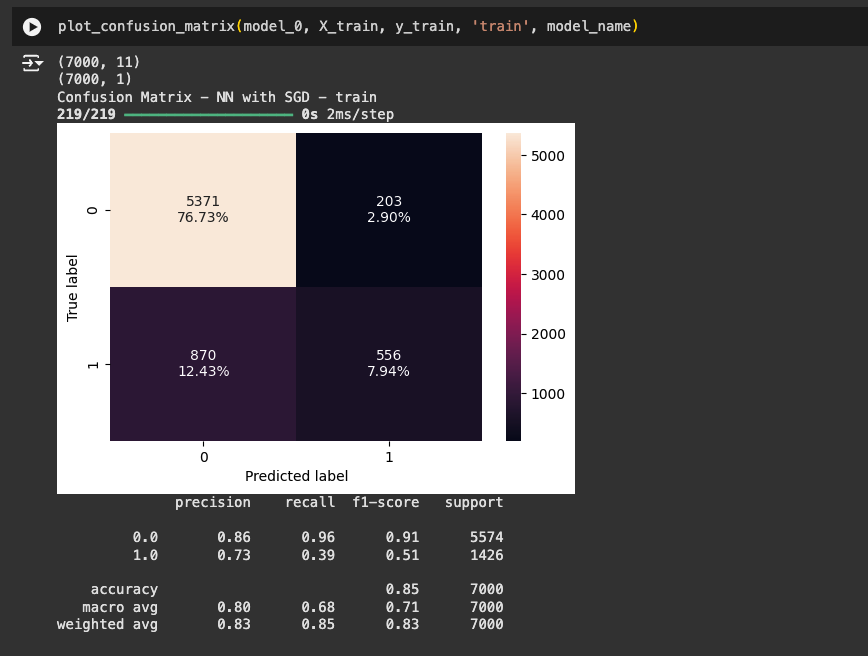 plot_confusion_matrix(model_0, X_train, y_train, 'train', model_name)
(7000, 11)
(7000, 1)
Confusion Matrix – NN with SGD – train
219/219 ━━━━━━━━━━━━━━━━━━━━ 0s 2ms/step
5371
76.73%
203
2.90%
870
12.43%
556
7.94%
0
1
True label
0
1
Predicted label
5000
4000
3000
2000
1000
precision recall f1-score support
0.0 0.86 0.96 0.91 5574
1.0 0.73 0.39 0.51 1426
accuracy 0.85 7000
macro avg 0.80 0.68 0.71 7000
weighted avg 0.83 0.85 0.83 7000